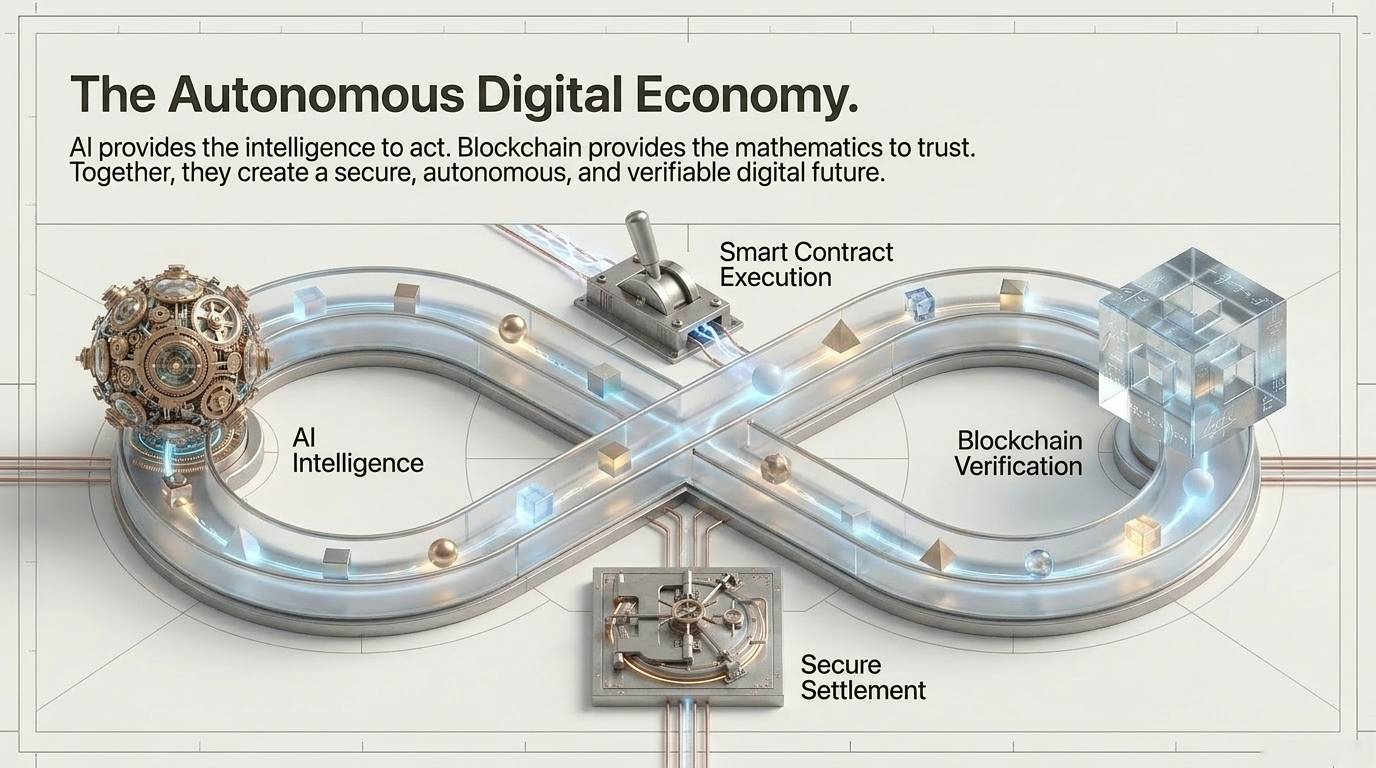 The Autonomous Digital Economy.
AI provides the intelligence to act. Blockchain provides the mathematics to trust.
Together, they create a secure, autonomous, and verifiable digital future.
Smart Contract
Execution
AI
Intelligence
Blockchain
Verification
Secure
Settlement